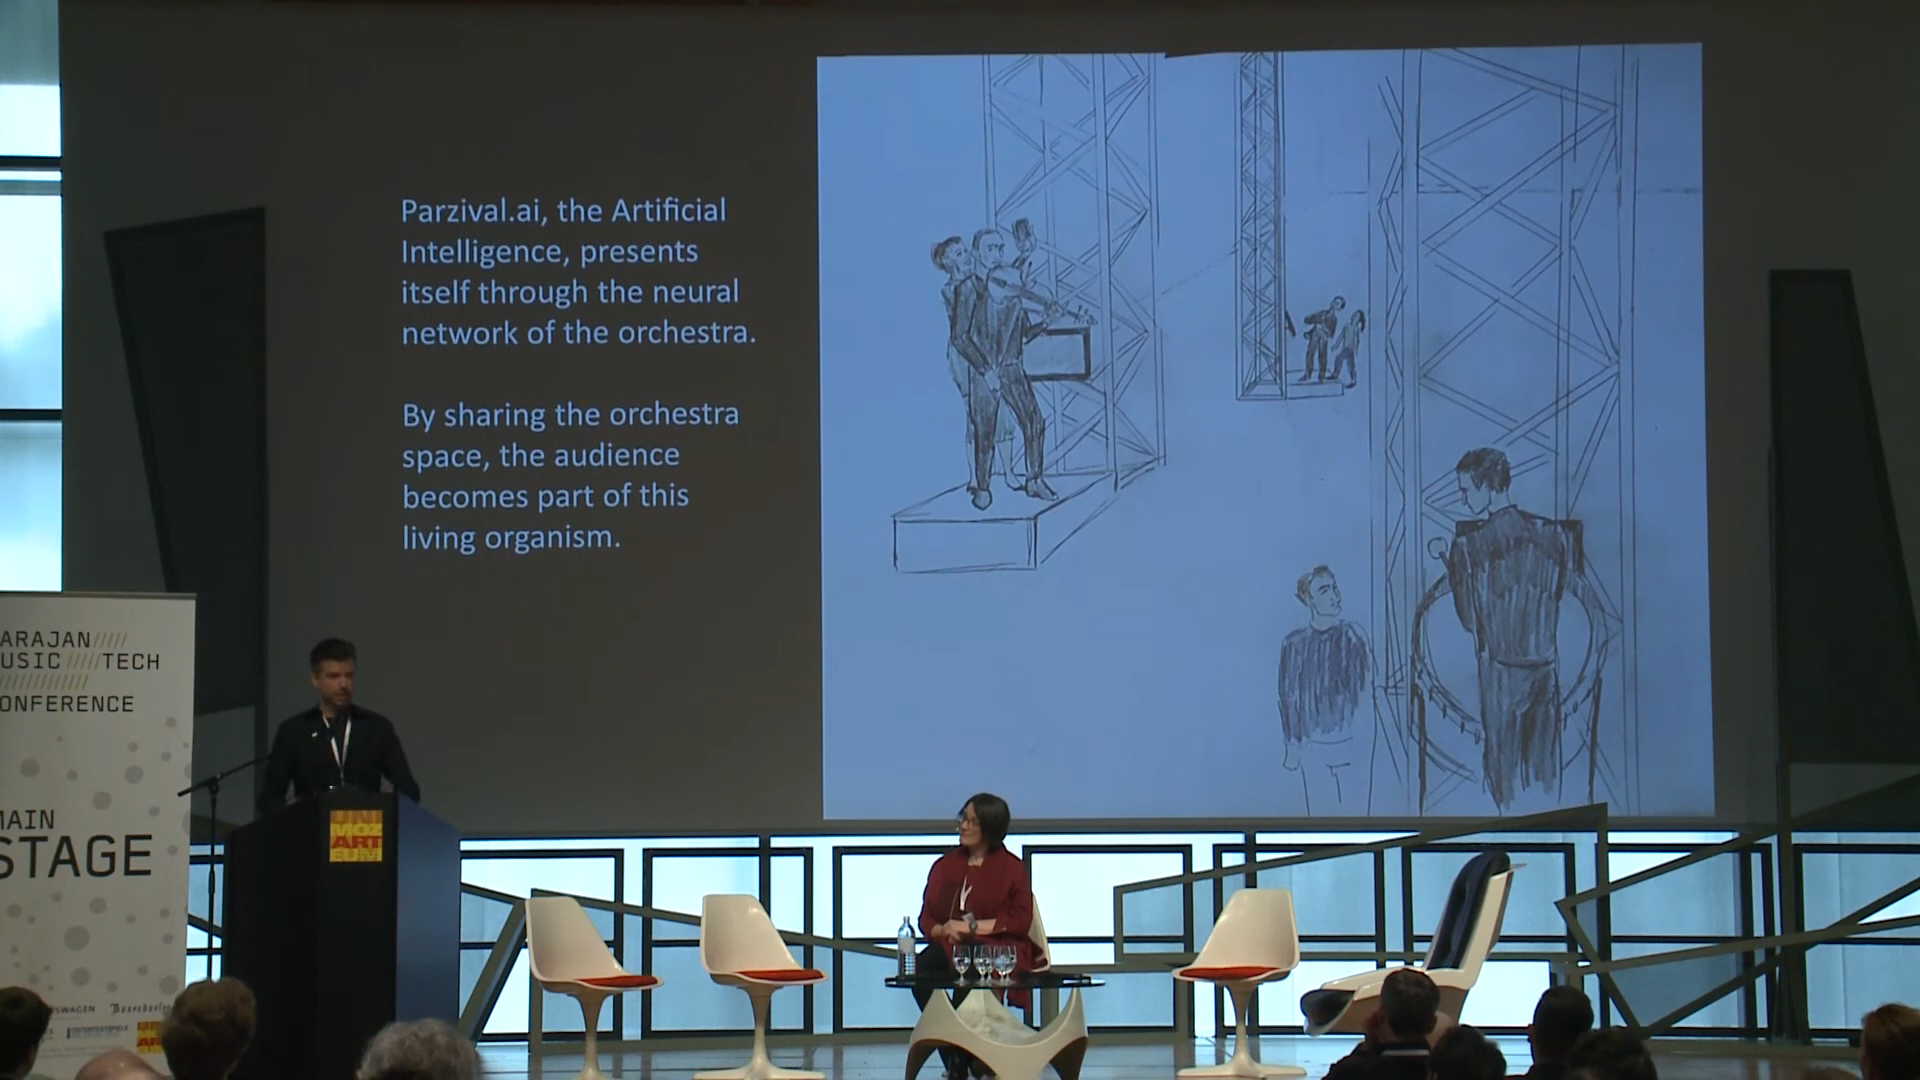 Parzival.ai, the Artificial
Intelligence, presents
itself through the neural
network of the orchestra.
By sharing the orchestra
space, the audience
becomes part of this
living organism.
ARAJAN/////
USIC/////TECH
/////////////
ONFERENCE
MAIN
STAGE
UNI
MOZ
ART
EUM
SWAGEN